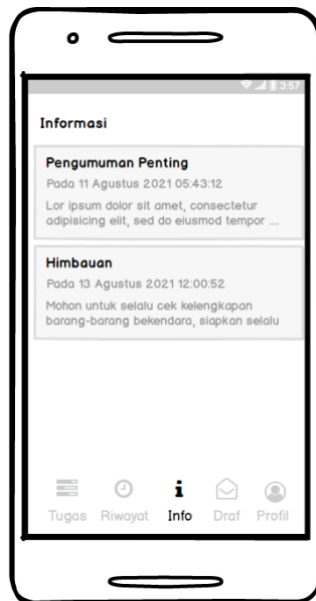 3:57
Informasi
Pengumuman Penting
Pada 11 Agustus 2021 05:43:12
Lor ipsum dolor sit amet, consectetur
adipisicing elit, sed do eiusmod tempor ...
Himbauan
Pada 13 Agustus 2021 12:00:52
Mohon untuk selalu cek kelengkapan
barang-barang bekendara, siapkan selalu
Tugas Riwayat Info Draf Profil